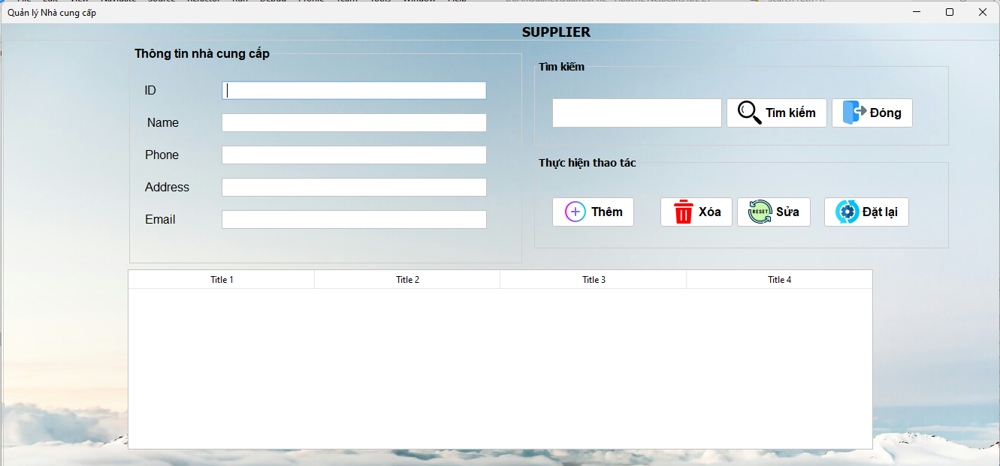 Quản lý Nhà cung cấp
SUPPLIER
Thông tin nhà cung cấp
ID
Name
Phone
Address
Email
Tìm kiếm
Tìm kiếm
Đóng
Thực hiện thao tác
Thêm
Xóa
RESET
Sửa
Đặt lại
Title 1 Title 2 Title 3 Title 4